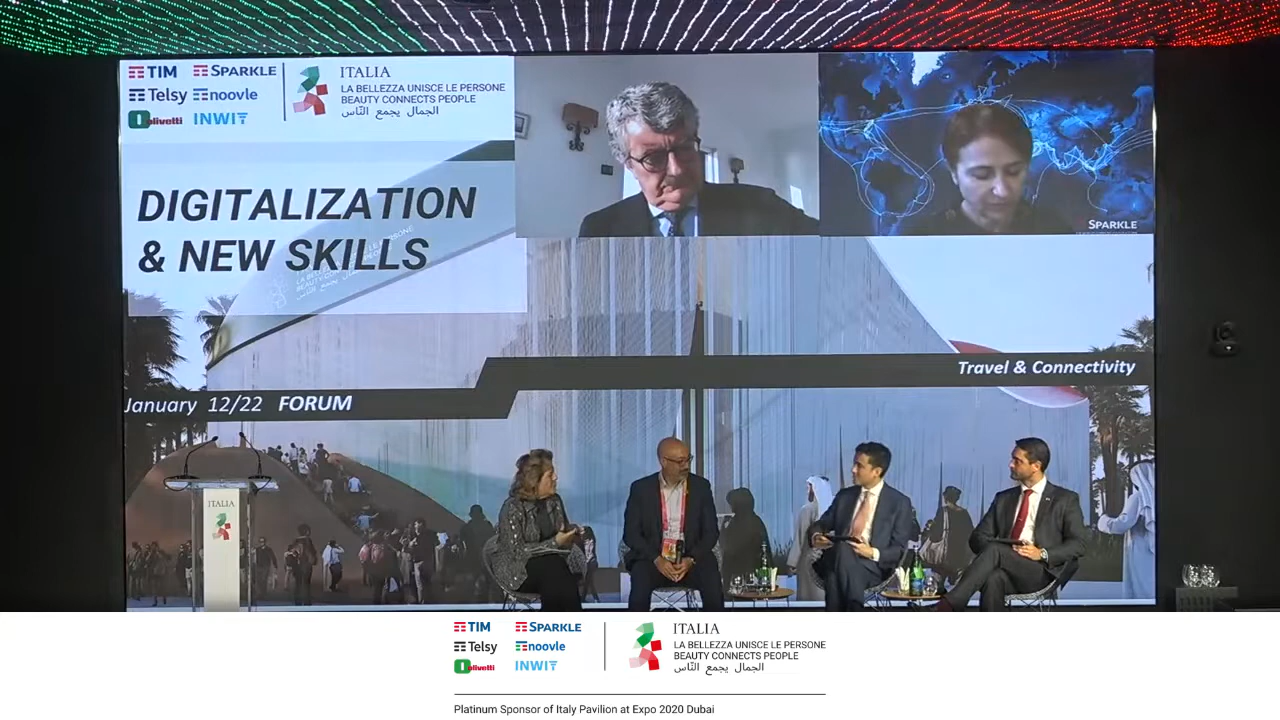 TIM
SPARKLE
Telsy
noovle
olivetti
INWIT
ITALIA
LA BELLEZZA UNISCE LE PERSONE
BEAUTY CONNECTS PEOPLE
الجمال يجمع النّاس
DIGITALIZATION
& NEW SKILLS
SPARKLE
Travel & Connectivity
January 12/22 FORUM
ITALIA
TIM
SPARKLE
Telsy
noovle
olivetti
INWIT
ITALIA
LA BELLEZZA UNISCE LE PERSONE
BEAUTY CONNECTS PEOPLE
الجمال يجمع النّاس
Platinum Sponsor of Italy Pavilion at Expo 2020 Dubai